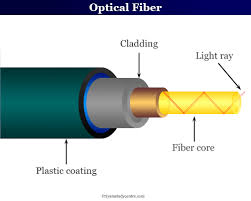 Optical Fiber
Cladding
Light ray
Fiber core
Plastic coating